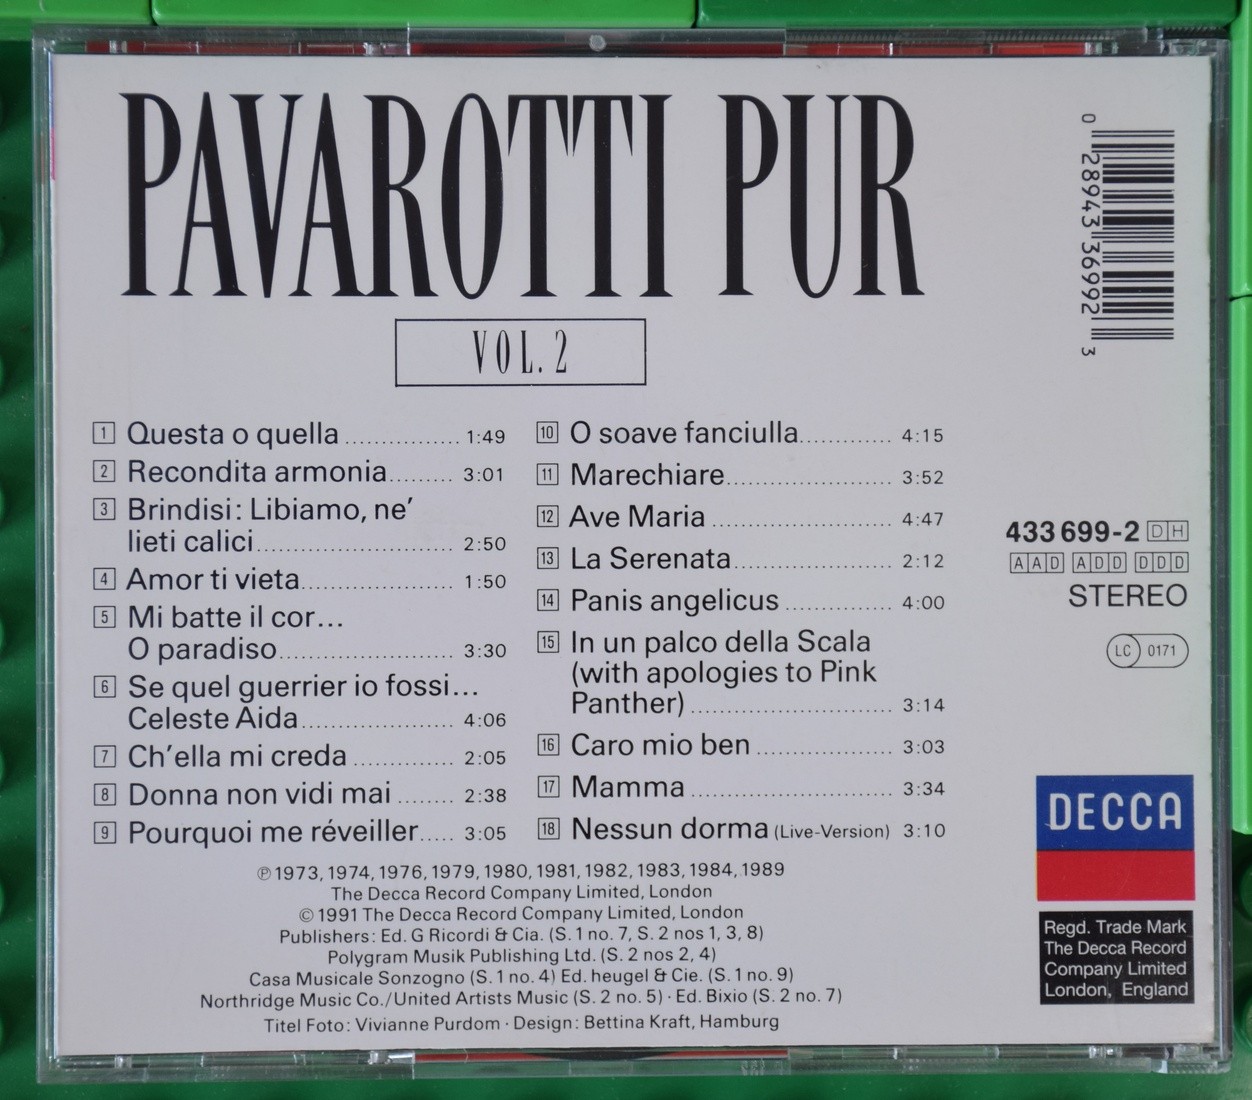 PAVAROTTI PUR
VOL. 2
0 28943 36992 3
1 Questa o quella ............... 1:49
2 Recondita armonia......... 3:01
3 Brindisi: Libiamo, ne'
lieti calici.......................... 2:50
4 Amor ti vieta.................... 1:50
5 Mi batte il cor...
O paradiso....................... 3:30
6 Se quel guerrier io fossi...
Celeste Aida.................... 4:06
7 Ch'ella mi creda ............. 2:05
8 Donna non vidi mai ........ 2:38
9 Pourquoi me réveiller..... 3:05
10 O soave fanciulla............ 4:15
11 Marechiare...................... 3:52
12 Ave Maria ........................ 4:47
13 La Serenata..................... 2:12
14 Panis angelicus .............. 4:00
15 In un palco della Scala
(with apologies to Pink
Panther) .......................... 3:14
16 Caro mio ben .................. 3:03
17 Mamma .......................... 3:34
18 Nessun dorma (Live-Version) 3:10
433 699-2 DH
AAD ADD DDD
STEREO
LC 0171
DECCA
Regd. Trade Mark
The Decca Record
Company Limited
London, England
℗ 1973, 1974, 1976, 1979, 1980, 1981, 1982, 1983, 1984, 1989
The Decca Record Company Limited, London
© 1991 The Decca Record Company Limited, London
Publishers: Ed. G Ricordi & Cia. (S. 1 no. 7, S. 2 nos 1, 3, 8)
Polygram Musik Publishing Ltd. (S. 2 nos 2, 4)
Casa Musicale Sonzogno (S. 1 no. 4) Ed. heugel & Cie. (S. 1 no. 9)
Northridge Music Co./United Artists Music (S. 2 no. 5) · Ed. Bixio (S. 2 no. 7)
Titel Foto: Vivianne Purdom · Design: Bettina Kraft, Hamburg